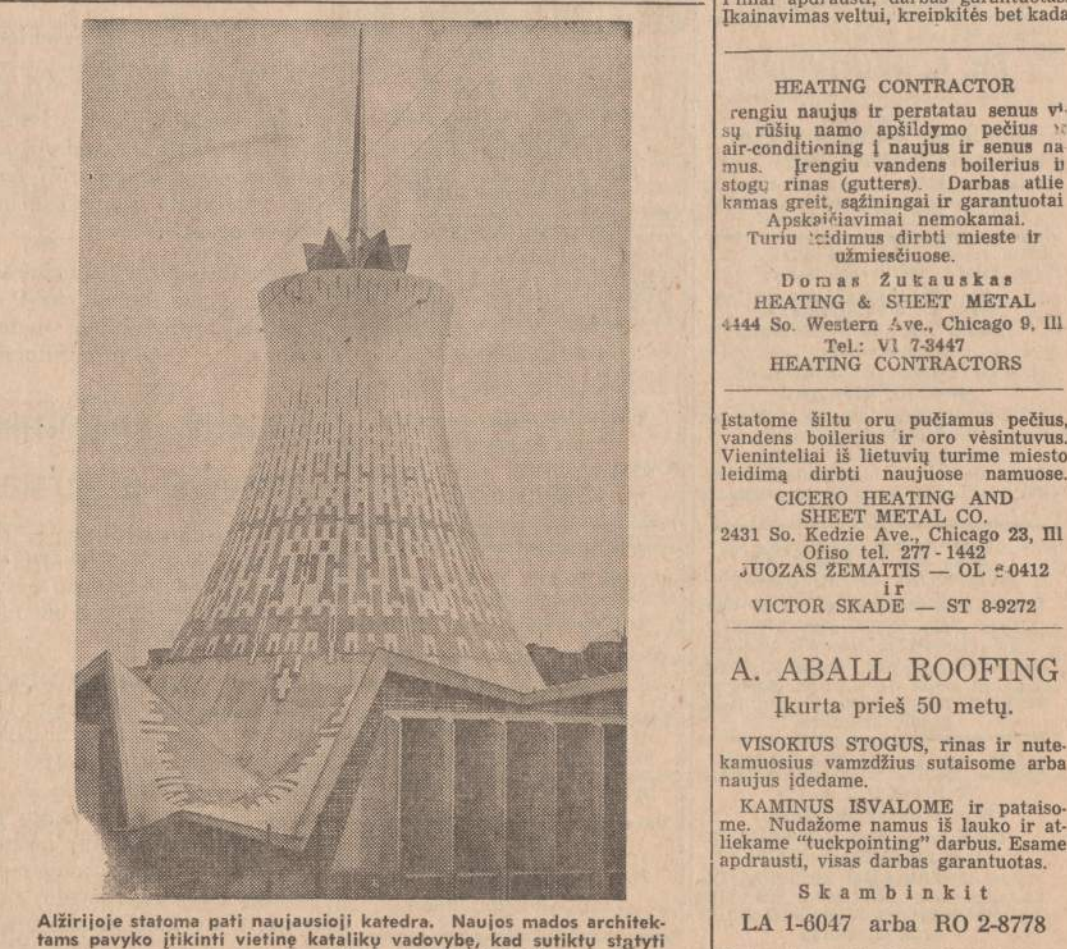 Įkainavimas veltui, kreipkitės bet kada
HEATING CONTRACTOR
rengiu naujus ir perstatau senus vi-
sų rūšių namo apšildymo pečius
air-conditioning į naujus ir senus na
mus. Įrengiu vandens boilerius ir
stogų rinas (gutters). Darbas atlie
kamas greit, sąžiningai ir garantuotai
Apskaičiavimai nemokamai.
Turiu leidimus dirbti mieste ir
užmiesčiuose.
Domas Žukauskas
HEATING & SHEET METAL
4444 So. Western Ave., Chicago 9, Ill
Tel.: VI 7-3447
HEATING CONTRACTORS
Įstatome šiltu oru pučiamus pečius,
vandens boilerius ir oro vėsintuvus.
Vieninteliai iš lietuvių turime miesto
leidimą dirbti naujuose namuose.
CICERO HEATING AND
SHEET METAL CO.
2431 So. Kedzie Ave., Chicago 23, Ill
Ofiso tel. 277 - 1442
JUOZAS ŽEMAITIS — OL
ir
VICTOR SKADE — ST 8-9272
A. ABALL ROOFING
Įkurta prieš 50 metų.
VISOKIUS STOGUS, rinas ir nute-
kamuosius vamzdžius sutaisome arba
naujus įdedame.
KAMINUS IŠVALOME ir pataiso-
me. Nudažome namus iš lauko ir at-
liekame “tuckpointing” darbus. Esame
apdrausti, visas darbas garantuotas.
Skambinkit
LA 1-6047 arba RO 2-8778
Alžirijoje statoma pati naujausioji katedra. Naujos mados architek-
tams pavyko įtikinti vietinę katalikų vadovybę, kad sutiktų statyti